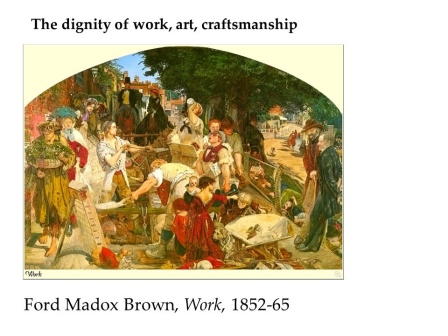 The dignity of work, art, craftsmanship
Work
Ford Madox Brown, Work, 1852-65